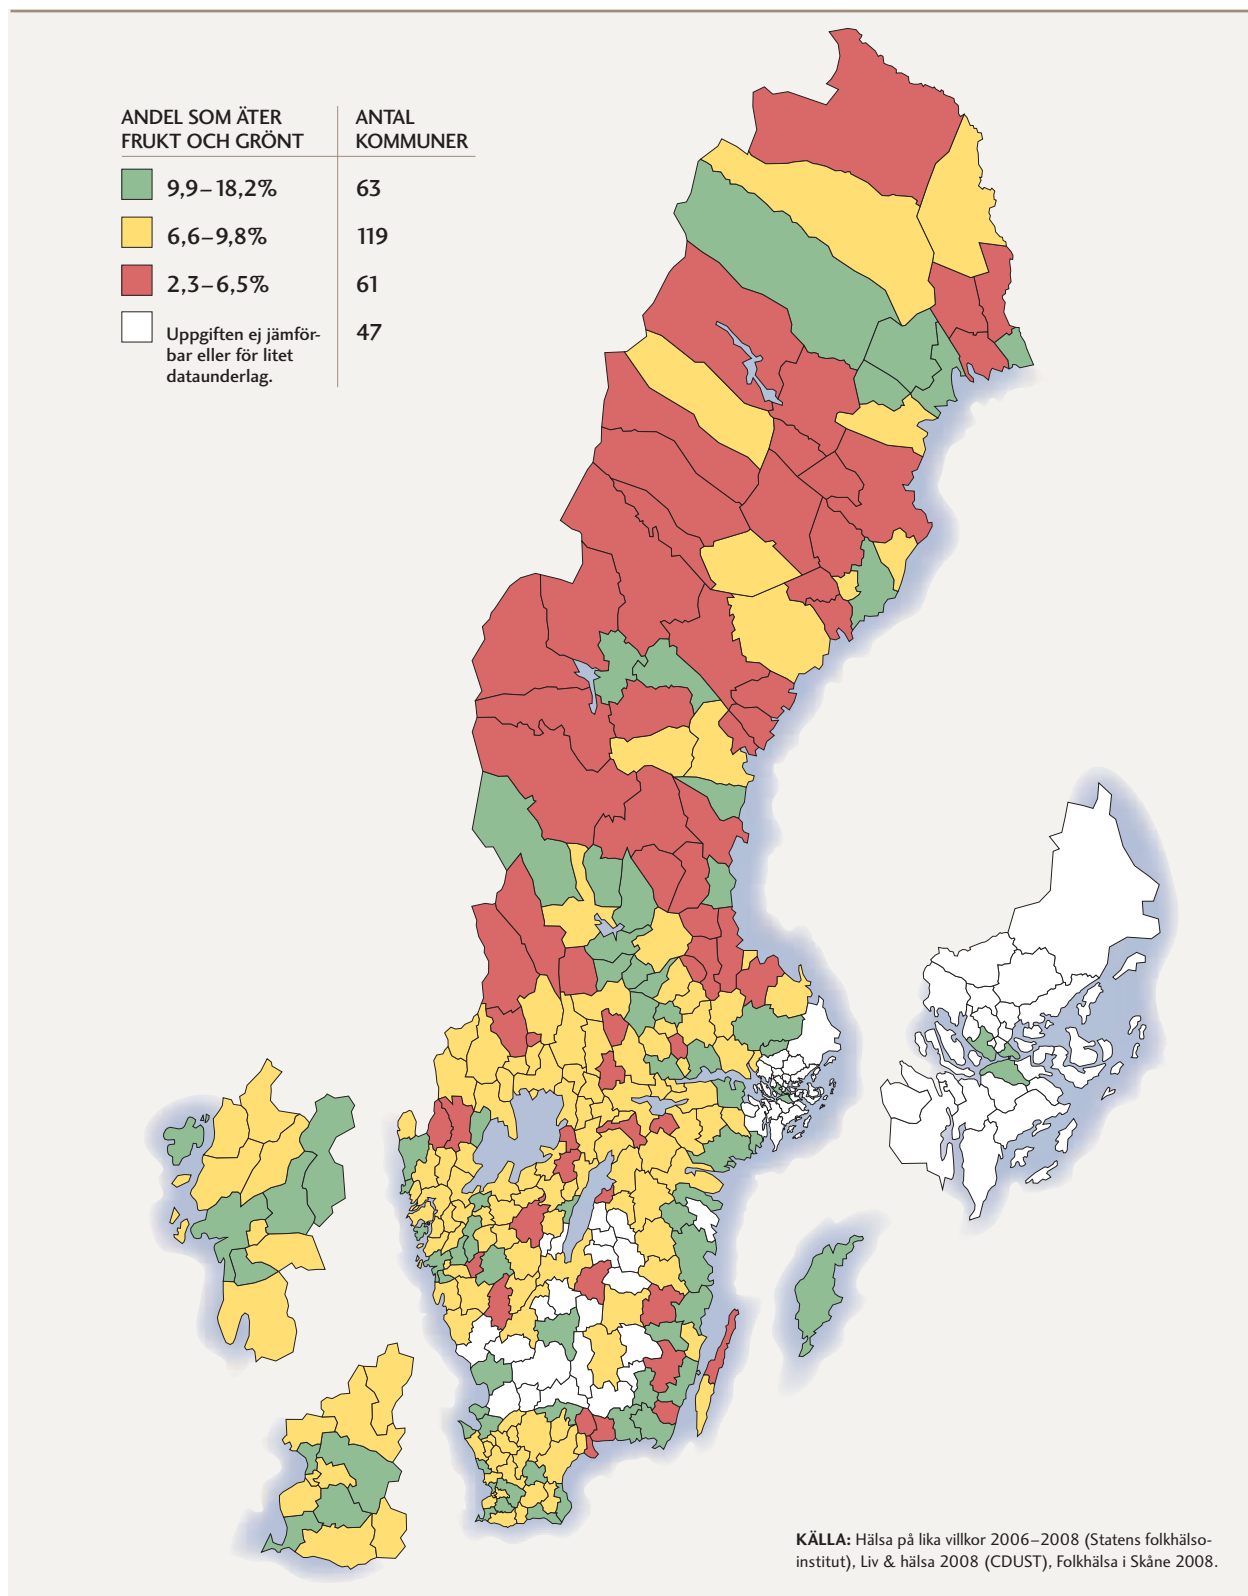 ANDEL SOM ÄTER
FRUKT OCH GRÖNT
ANTAL
KOMMUNER
9,9–18,2%
63
6,6–9,8%
119
2,3–6,5%
61
Uppgiften ej jämför-
bar eller för litet
dataunderlag.
47
KÄLLA: Hälsa på lika villkor 2006–2008 (Statens folkhälso-
institut), Liv & hälsa 2008 (CDUST), Folkhälsa i Skåne 2008.